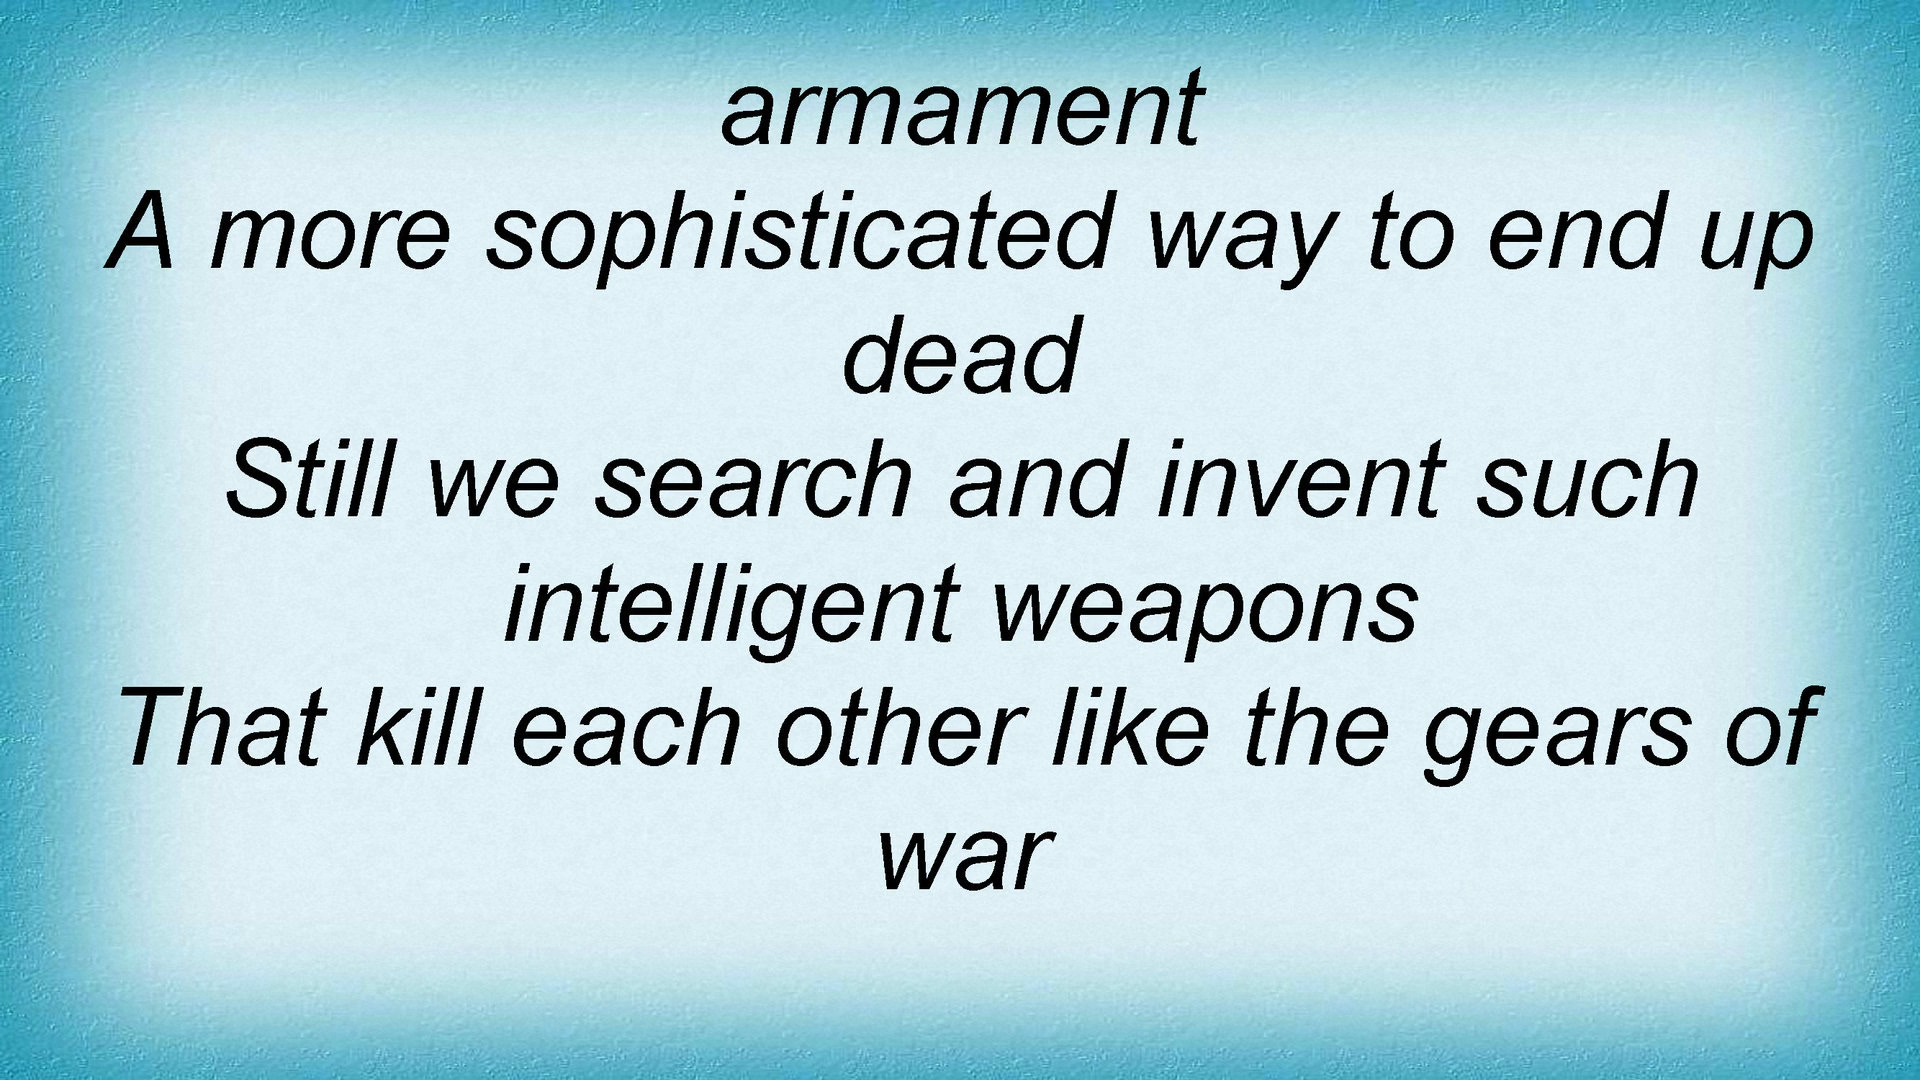 armament
A more sophisticated way to end up
dead
Still we search and invent such
intelligent weapons
That kill each other like the gears of
war